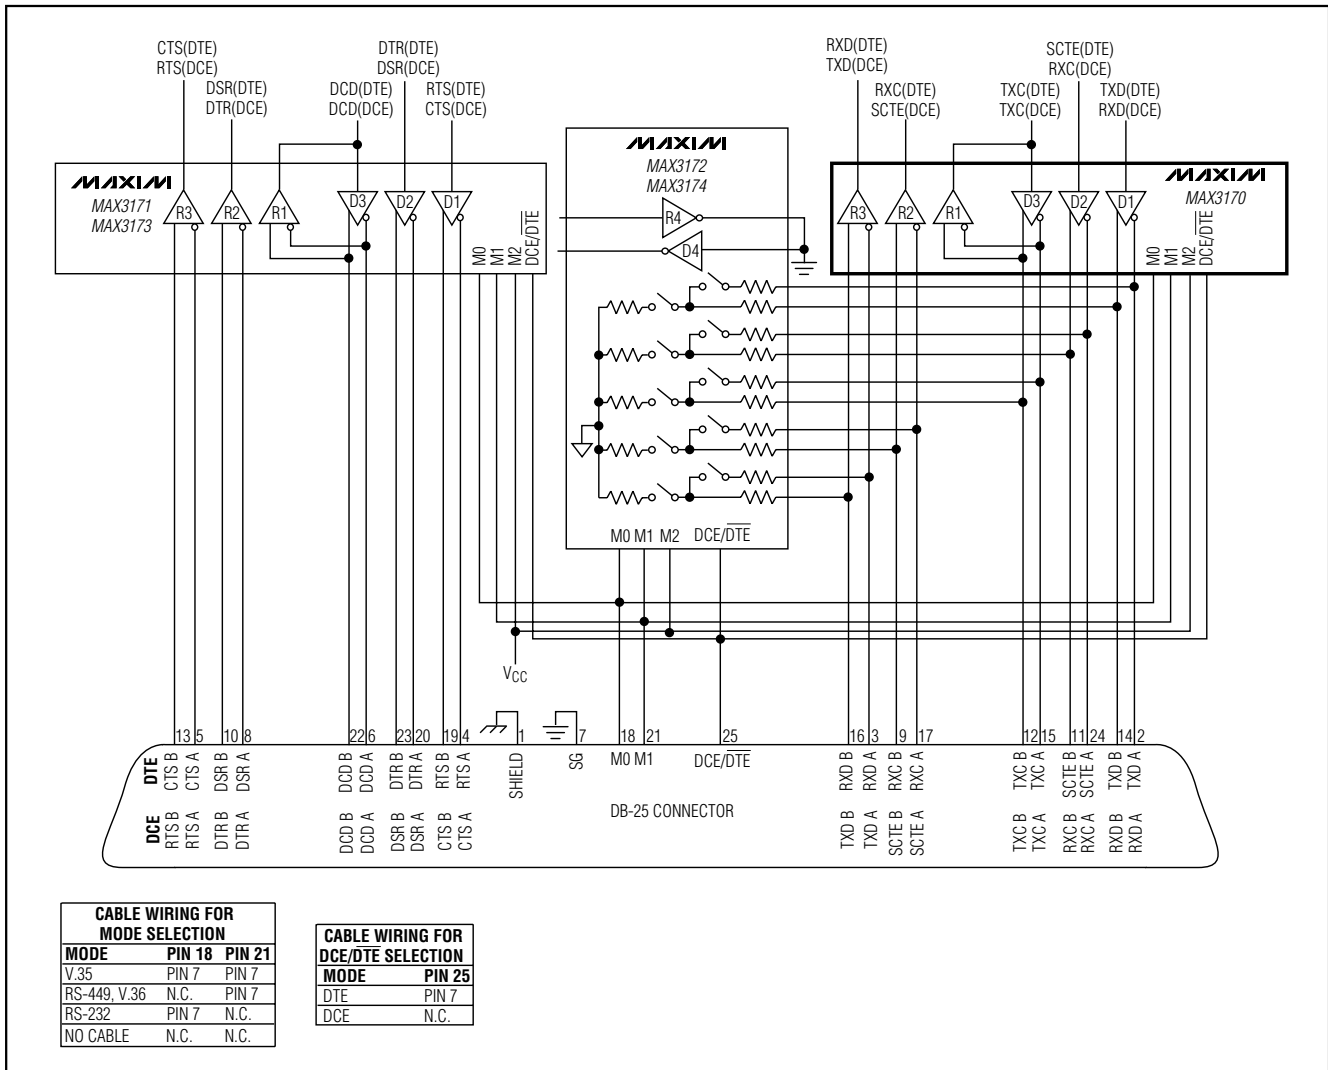 CTS(DTE)
RTS(DCE)
DSR(DTE)
DTR(DCE)
DCD(DTE)
DCD(DCE)
DTR(DTE)
DSR(DCE)
RTS(DTE)
CTS(DCE)
RXD(DTE)
TXD(DCE)
RXC(DTE)
SCTE(DCE)
TXC(DTE)
TXC(DCE)
SCTE(DTE)
RXC(DCE)
TXD(DTE)
RXD(DCE)
MAXIM
MAX3171
MAX3173
R3
R2
R1
D3
D2
D1
M0
M1
M2
DCE/DTE
MAXIM
MAX3172
MAX3174
R4
D4
M0 M1 M2 DCE/DTE
MAXIM
MAX3170
R3
R2
R1
D3
D2
D1
M0
M1
M2
DCE/DTE
VCC
13 5 10 8 22 6 23 20 19 4 1 7 18 21 25 16 3 9 17 12 15 11 24 14 2
DTE
CTS B
CTS A
DSR B
DSR A
DCD B
DCD A
DTR B
DTR A
RTS B
RTS A
SHIELD
SG
M0 M1
DCE/DTE
RXD B
RXD A
RXC B
RXC A
TXC B
TXC A
SCTE B
SCTE A
TXD B
TXD A
DB-25 CONNECTOR
DCE
RTS B
RTS A
DTR B
DTR A
DCD B
DCD A
DSR B
DSR A
CTS B
CTS A
TXD B
TXD A
SCTE B
SCTE A
TXC B
TXC A
RXC B
RXC A
RXD B
RXD A
CABLE WIRING FOR
MODE SELECTION
MODE PIN 18 PIN 21
V.35 PIN 7 PIN 7
RS-449, V.36 N.C. PIN 7
RS-232 PIN 7 N.C.
NO CABLE N.C. N.C.
CABLE WIRING FOR
DCE/DTE SELECTION
MODE PIN 25
DTE PIN 7
DCE N.C.